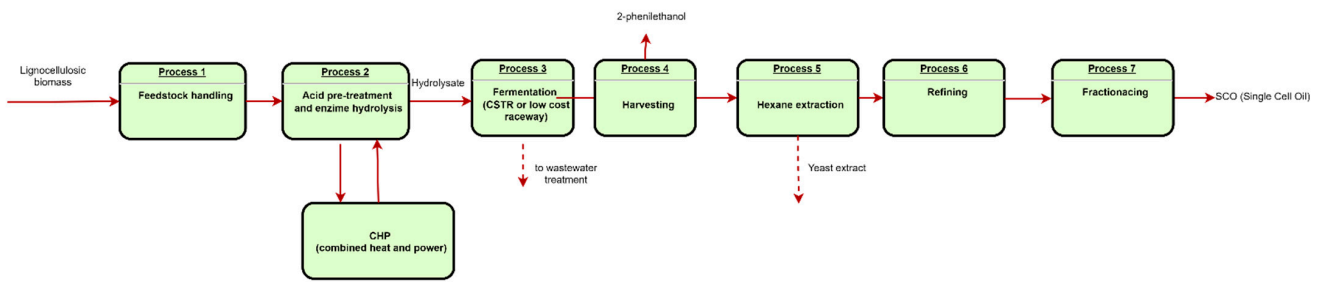 2-phenilethanol
Lignocellulosic
biomass
Process 1
Feedstock handling
Process 2
Acid pre-treatment
and enzime hydrolysis
Hydrolysate
Process 3
Fermentation
(CSTR or low cost
raceway)
Process 4
Harvesting
Process 5
Hexane extraction
Process 6
Refining
Process 7
Fractionacing
SCO (Single Cell Oil)
to wastewater
treatment
Yeast extract
CHP
(combined heat and power)